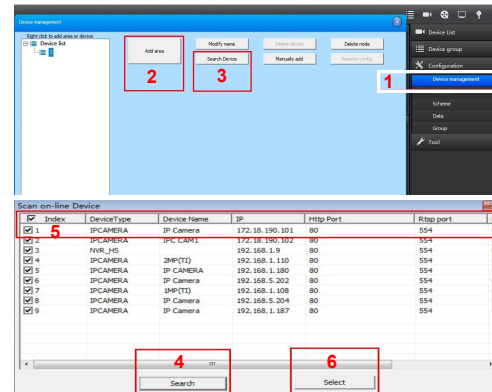 Device management
Right click to add area or device
Device list
1
Add area
2
Modify name
Delete device
Delete node
Search Device
Manually add
Remote config
3
Device List
Device group
Configuration
1
Device management
Scheme
Data
Group
Tool
Scan on-line Device
Index DeviceType Device Name IP Http Port Rtsp port
1 IPCAMERA IP Camera 172.18.190.101 80 554
5
2 IPCAMERA IPC CAM1 172.18.190.102 80 554
3 NVR_HS 192.168.1.9 80 554
4 IPCAMERA 2MP(TI) 192.168.1.110 80 554
5 IPCAMERA IP CAMERA 192.168.1.180 80 554
6 IPCAMERA IP Camera 192.168.5.202 80 554
7 IPCAMERA 1MP(TI) 192.168.1.108 80 554
8 IPCAMERA IP Camera 192.168.5.204 80 554
9 IPCAMERA IP Camera 192.168.1.187 80 554
4
6
Search
Select